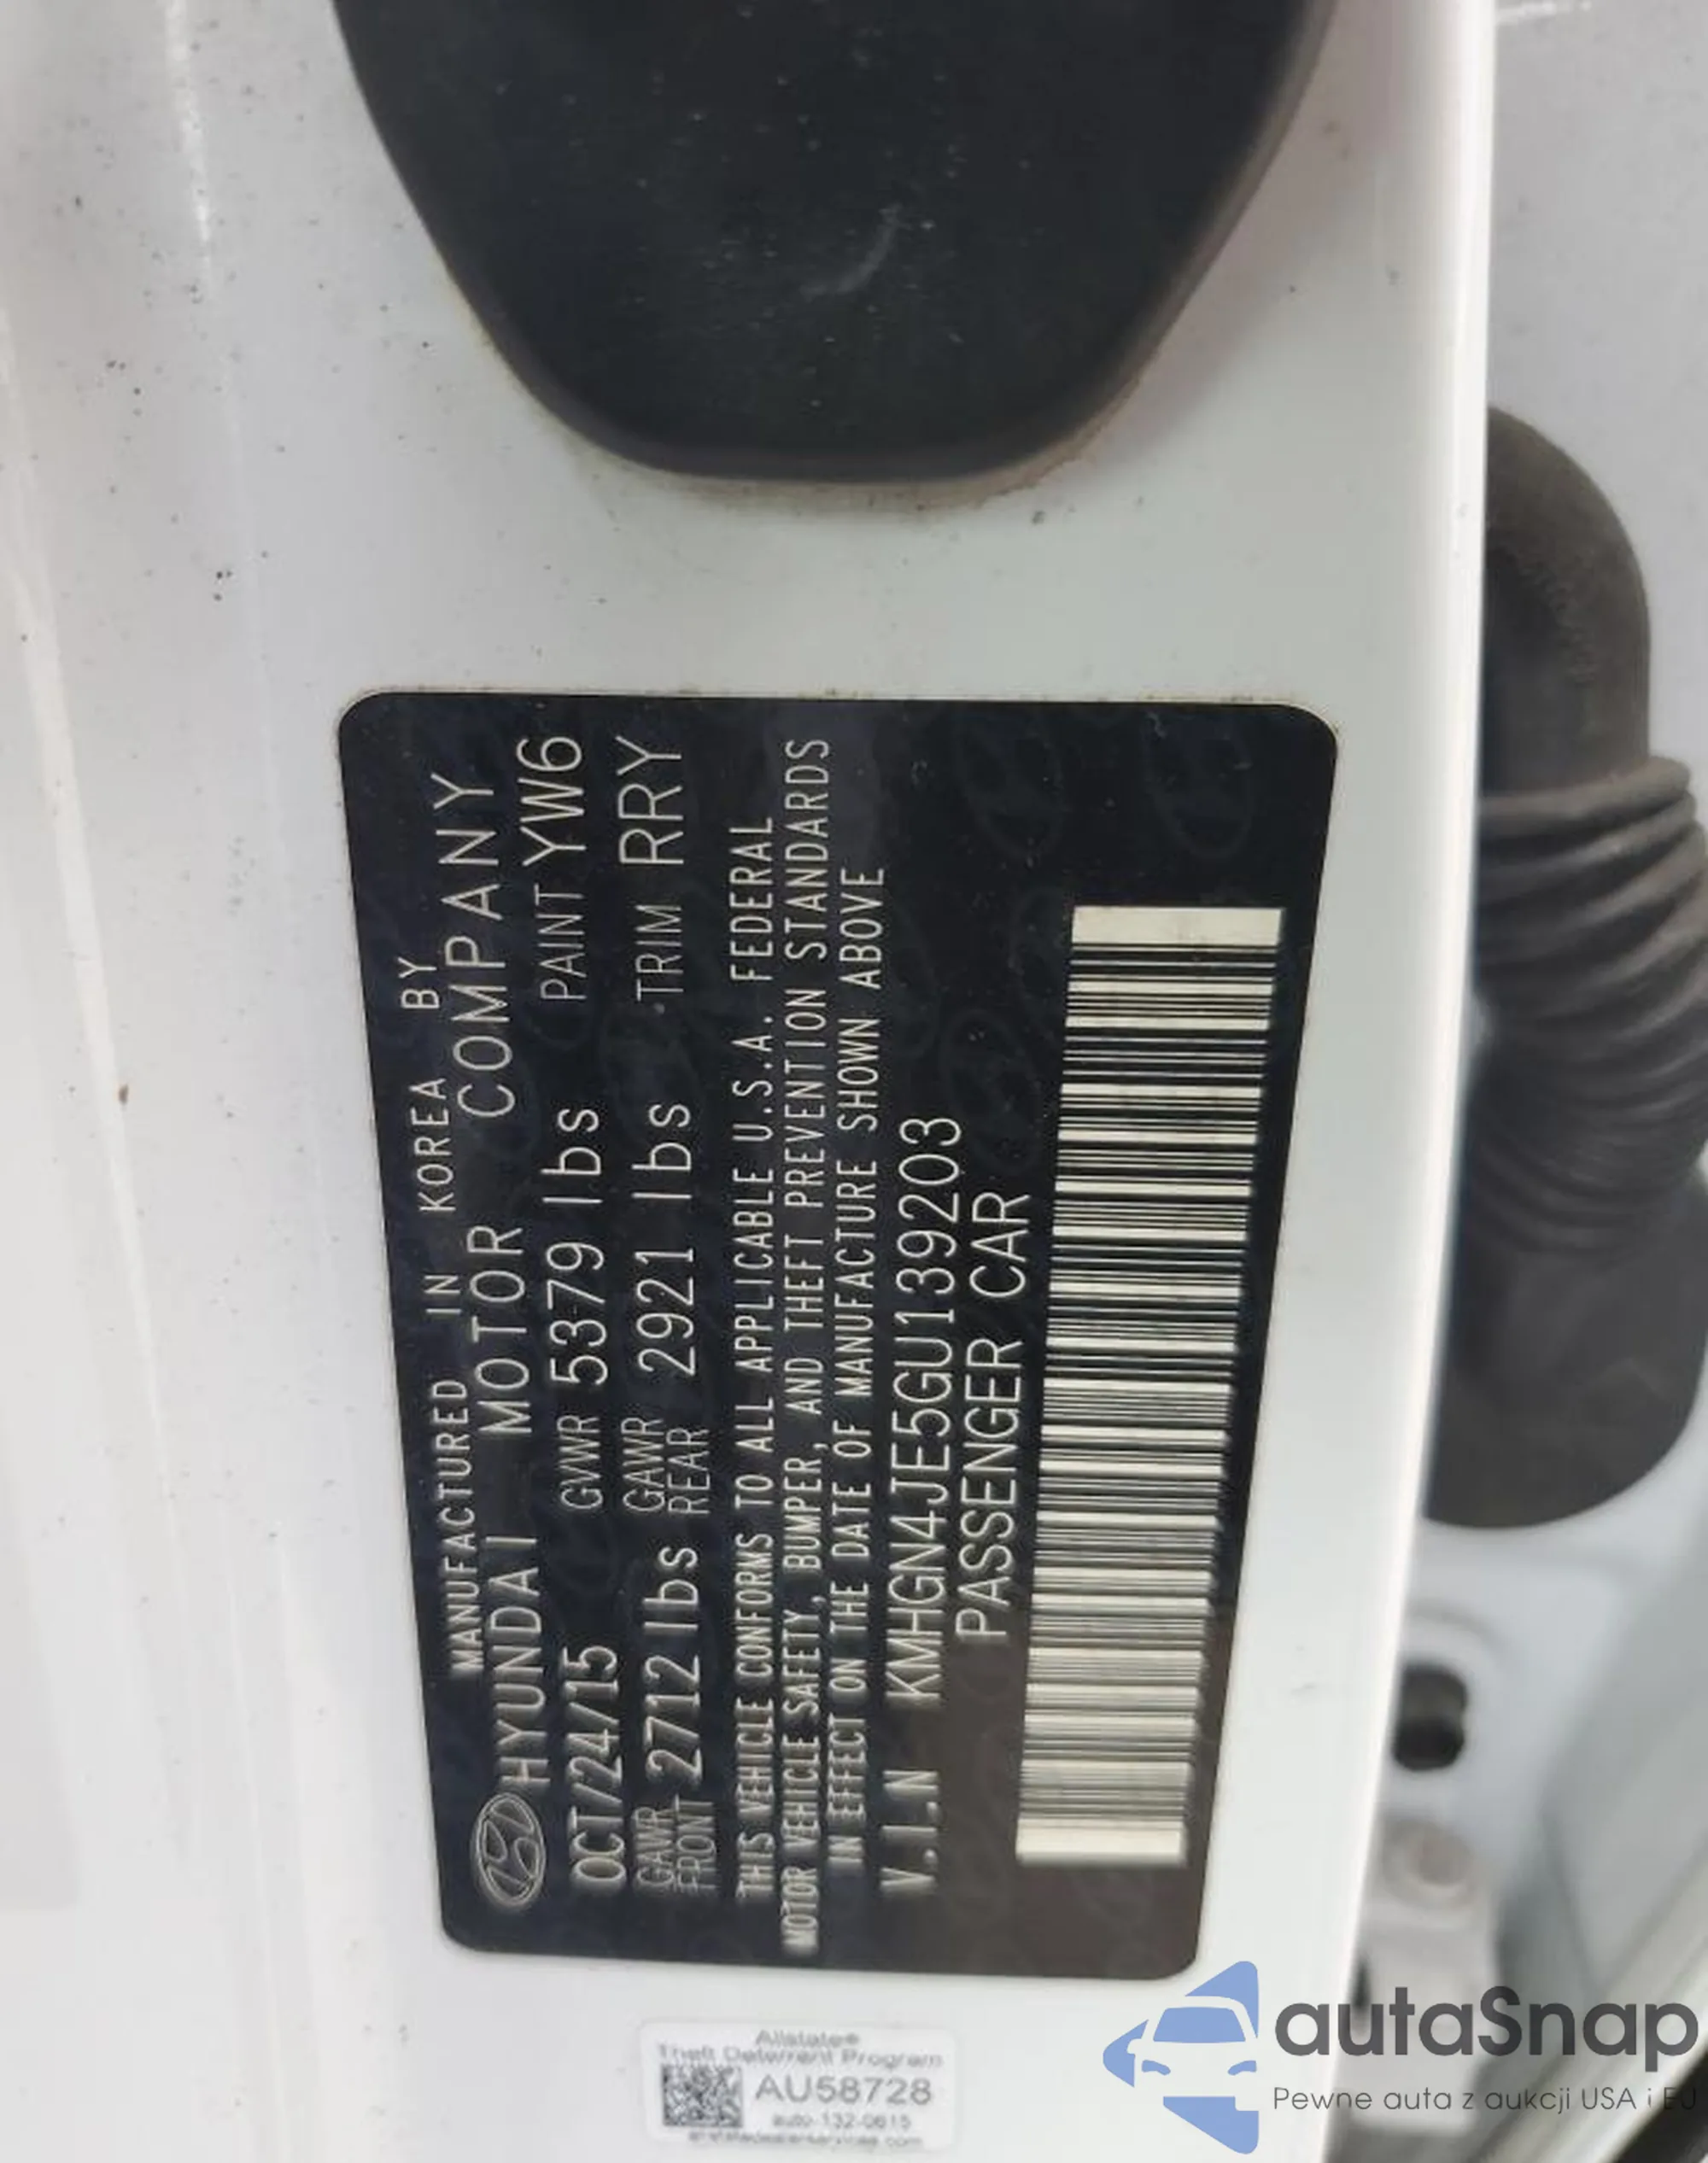 MANUFACTURED IN KOREA BY
HYUNDAI MOTOR COMPANY
OCT/24/15 GVWR 5379 lbs PAINT YW6
GAWR FRONT 2712 lbs GAWR REAR 2921 lbs TRIM RRY
THIS VEHICLE CONFORMS TO ALL APPLICABLE U.S.A. FEDERAL
MOTOR VEHICLE SAFETY, BUMPER, AND THEFT PREVENTION STANDARDS
IN EFFECT ON THE DATE OF MANUFACTURE SHOWN ABOVE
V.I.N KMHGN4JE5GU139203
PASSENGER CAR
Allstate®
Theft Deterrent Program
AU58728
auto-132-0615
autaSnap
Pewne auta z aukcji USA i EU